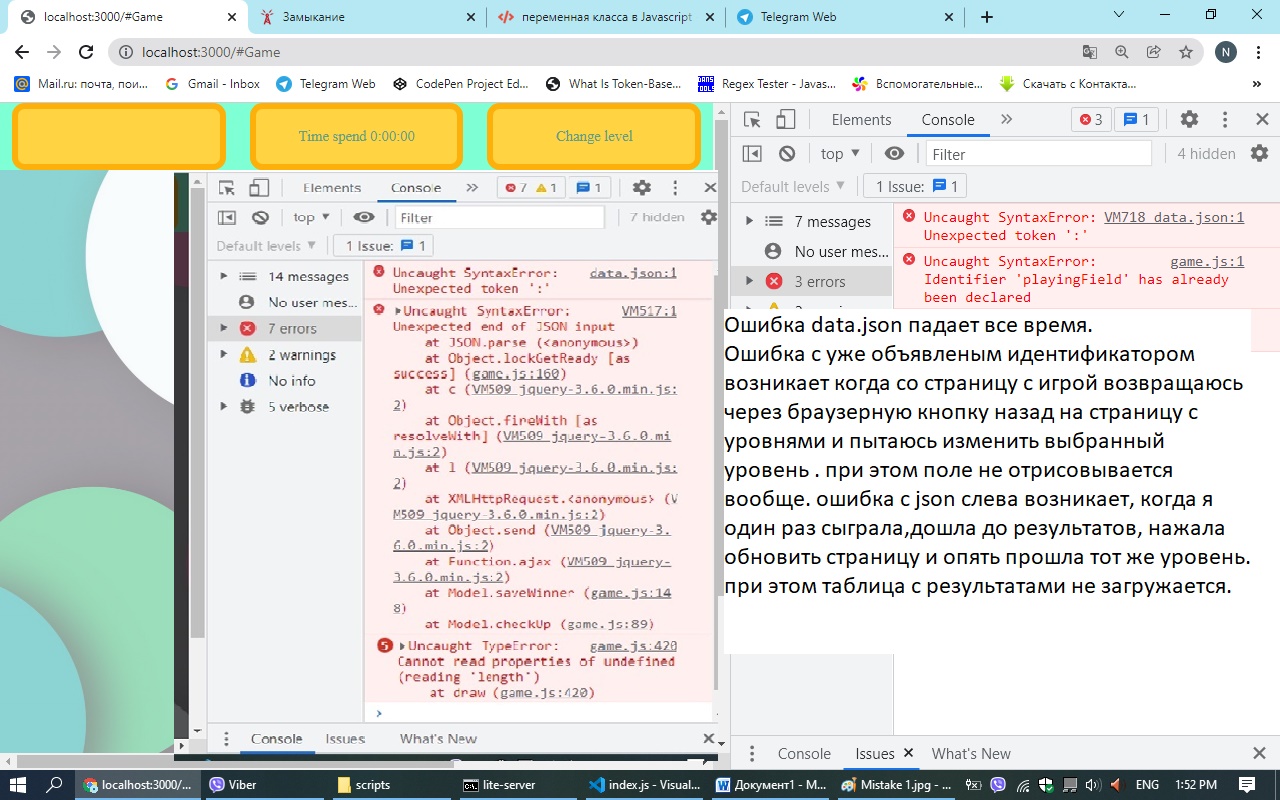 localhost:3000/#Game
Замыкание
переменная класса в Javascript
Telegram Web
localhost:3000/#Game
N
Mail.ru: почта, пои...
Gmail - Inbox
Telegram Web
CodePen Project Ed...
What Is Token-Base...
Regex Tester - Javas...
Вспомогательные...
Скачать с Контакта...
»
Time spend 0:00:00
Change level
Elements
Console
3
1
top
Filter
4 hidden
Default levels
1 Issue:
1
7 messages
No user mes...
3 errors
Uncaught SyntaxError: VM718 data.json:1
Unexpected token ':'
Uncaught SyntaxError: game.js:1
Identifier 'playingField' has already
been declared
Elements
Console
7
1
1
top
Filter
7 hidden
Default levels
1 Issue:
1
14 messages
No user mes...
7 errors
2 warnings
No info
5 verbose
Uncaught SyntaxError: data.json:1
Unexpected token ':'
Uncaught SyntaxError: VM517:1
Unexpected end of JSON input
at JSON.parse (<anonymous>)
at Object.lockGetReady [as
success] (game.js:160)
at c (VM509 jquery-3.6.0.min.js:
2)
at Object.fireWith [as
resolveWith] (VM509 jquery-3.6.0.mi
n.js:2)
at l (VM509 jquery-3.6.0.min.js:
2)
at XMLHttpRequest.<anonymous> (V
M509 jquery-3.6.0.min.js:2)
at Object.send (VM509 jquery-3.
6.0.min.js:2)
at Function.ajax (VM509 jquery-
3.6.0.min.js:2)
at Model.saveWinner (game.js:14
8)
at Model.checkUp (game.js:89)
5
Uncaught TypeError: game.js:420
Cannot read properties of undefined
(reading 'length')
at draw (game.js:420)
Console
Issues
What's New
Ошибка data.json падает все время.
Ошибка с уже объявленым идентификатором
возникает когда со страницу с игрой возвращаюсь
через браузерную кнопку назад на страницу с
уровнями и пытаюсь изменить выбранный
уровень . при этом поле не отрисовывается
вообще. ошибка с json слева возникает, когда я
один раз сыграла,дошла до результатов, нажала
обновить страницу и опять прошла тот же уровень.
при этом таблица с результатами не загружается.
Console
Issues
What's New
localhost:3000/...
Viber
scripts
lite-server
index.js - Visual...
Документ1 - M...
Mistake 1.jpg - ...
ENG
1:52 PM